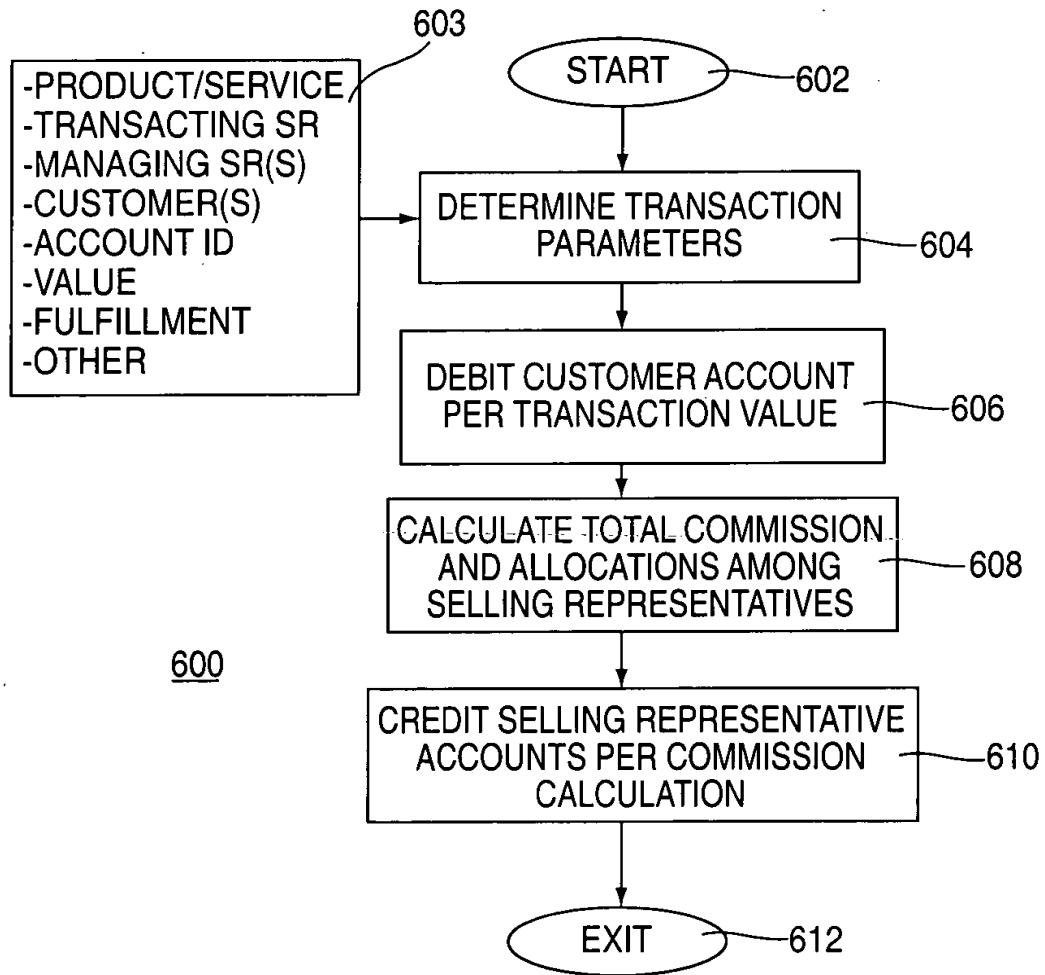 603
-PRODUCT/SERVICE
-TRANSACTING SR
-MANAGING SR(S)
-CUSTOMER(S)
-ACCOUNT ID
-VALUE
-FULFILLMENT
-OTHER
START
602
DETERMINE TRANSACTION
PARAMETERS
604
DEBIT CUSTOMER ACCOUNT
PER TRANSACTION VALUE
606
CALCULATE TOTAL COMMISSION
AND ALLOCATIONS AMONG
SELLING REPRESENTATIVES
608
600
CREDIT SELLING REPRESENTATIVE
ACCOUNTS PER COMMISSION
CALCULATION
610
EXIT
612